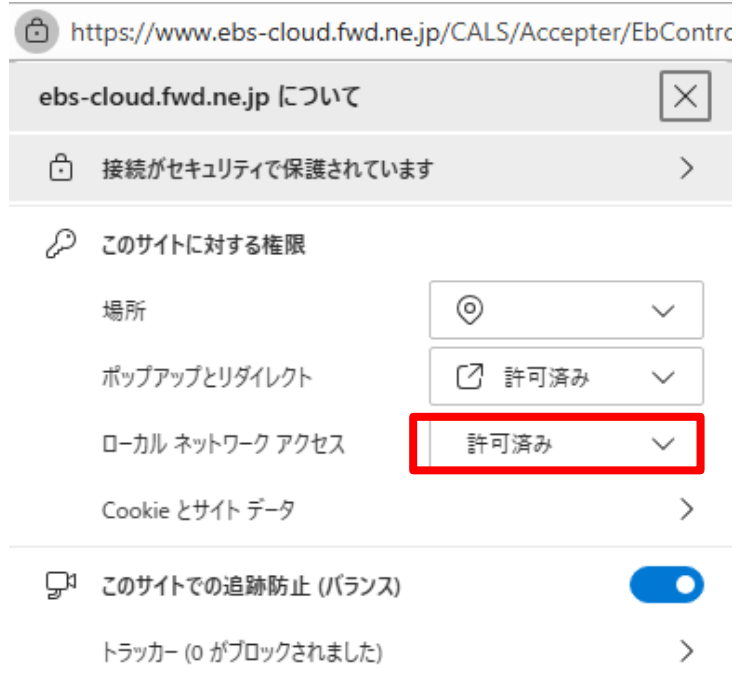 https://www.ebs-cloud.fwd.ne.jp/CALS/Accepter/EbContro
ebs-cloud.fwd.ne.jp について
接続がセキュリティで保護されています
このサイトに対する権限
場所
ポップアップとリダイレクト 許可済み
ローカル ネットワーク アクセス 許可済み
Cookie とサイト データ
このサイトでの追跡防止 (バランス)
トラッカー (0 がブロックされました)